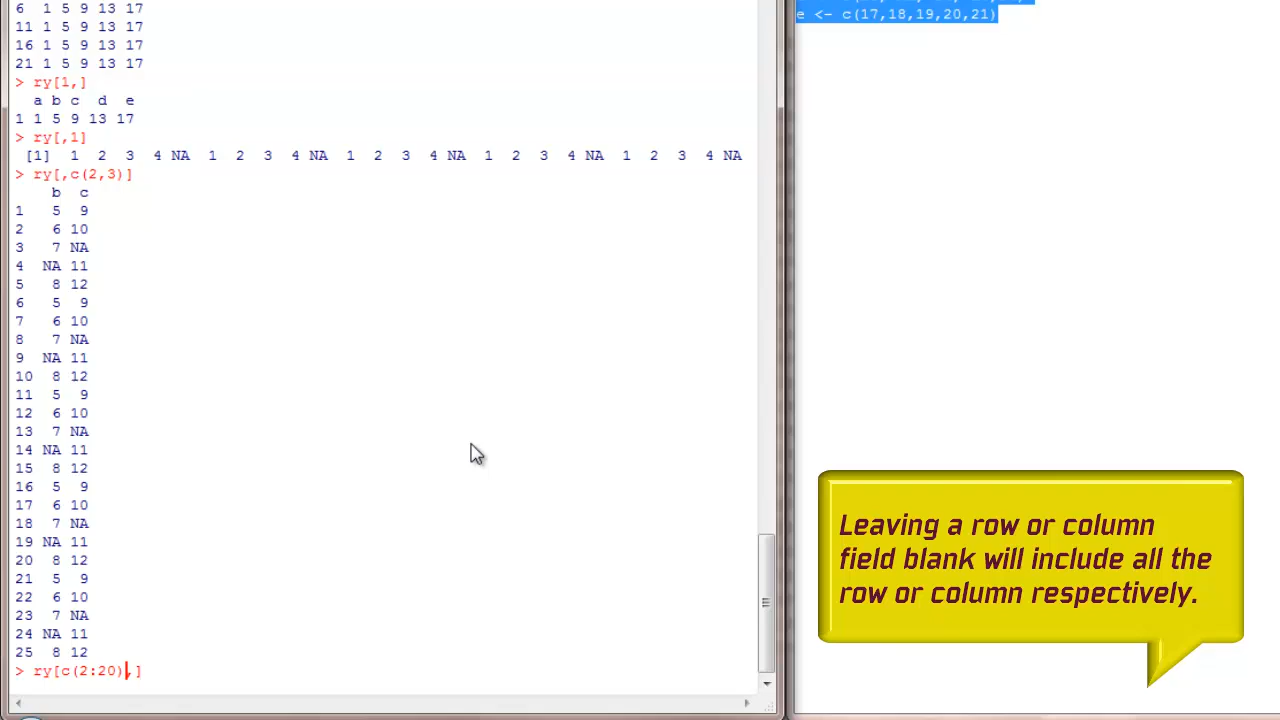 6 1 5 9 13 17
11 1 5 9 13 17
16 1 5 9 13 17
21 1 5 9 13 17
> ry[1,]
a b c d e
1 1 5 9 13 17
> ry[,1]
[1] 1 2 3 4 NA 1 2 3 4 NA 1 2 3 4 NA 1 2 3 4 NA 1 2 3 4 NA
> ry[,c(2,3)]
b c
1 5 9
2 6 10
3 7 NA
4 NA 11
5 8 12
6 5 9
7 6 10
8 7 NA
9 NA 11
10 8 12
11 5 9
12 6 10
13 7 NA
14 NA 11
15 8 12
16 5 9
17 6 10
18 7 NA
19 NA 11
20 8 12
21 5 9
22 6 10
23 7 NA
24 NA 11
25 8 12
> ry[c(2:20),]
e <- c(17,18,19,20,21)
Leaving a row or column
field blank will include all the
row or column respectively.